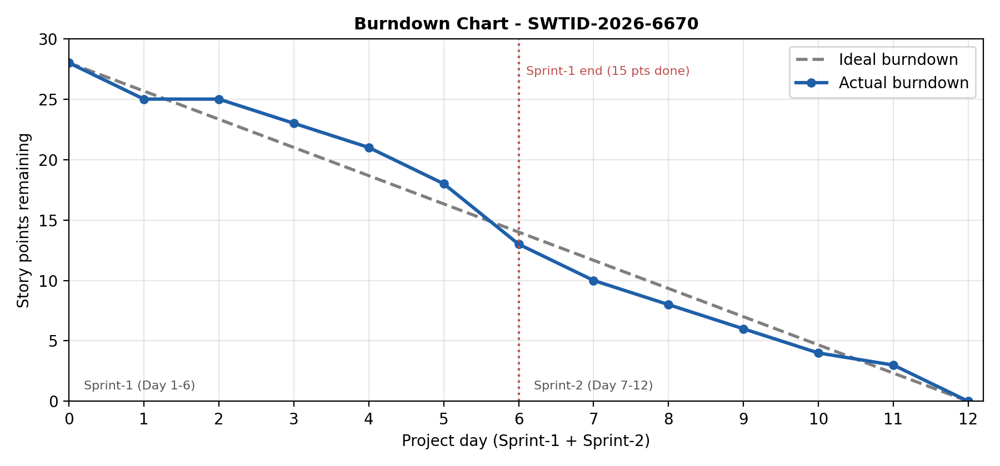 Burndown Chart - SWTID-2026-6670
30
25
20
15
10
5
0
Story points remaining
Sprint-1 end (15 pts done)
Ideal burndown
Actual burndown
Sprint-1 (Day 1-6)
Sprint-2 (Day 7-12)
0 1 2 3 4 5 6 7 8 9 10 11 12
Project day (Sprint-1 + Sprint-2)